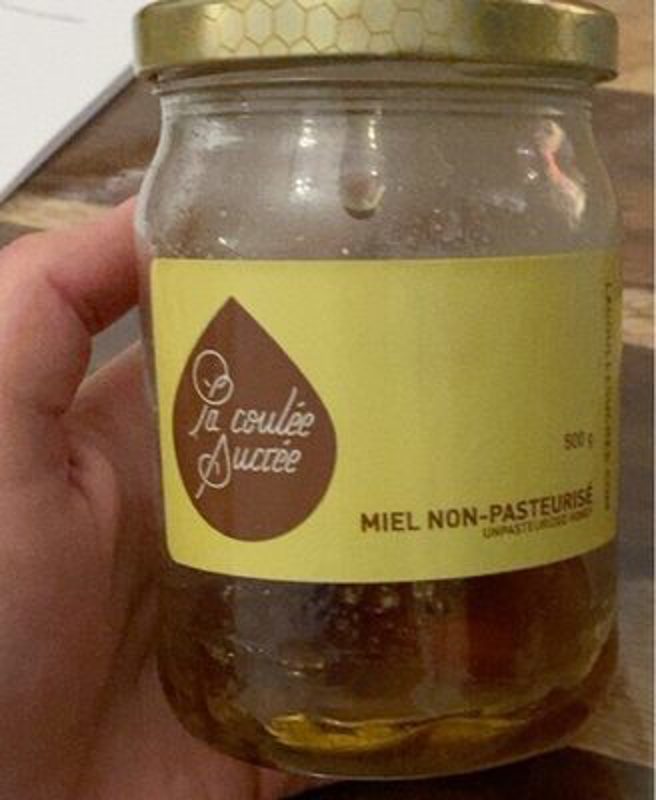 la coulée
Sucrée
500 g
MIEL NON-PASTEURISÉ
UNPASTEURIZED HONEY